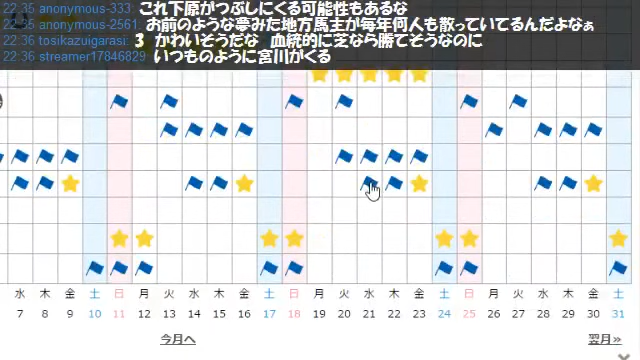 22 35 anonymous-333 これ下原がつぶしにくる可能性もあるな
22 35 anonymous-2561 お前のような夢みた地方馬主が毎年何人も散っていてるんだよなぁ
22 36 tosikazuigarasi 3 かわいそうだな 血統的に芝なら勝てそうなのに
22 36 streamer17846829 いつものように宮川がくる
水 木 金 土 日 月 火 水 木 金 土 日 月 火 水 木 金 土 日 月 火 水 木 金 土
7 8 9 10 11 12 13 14 15 16 17 18 19 20 21 22 23 24 25 26 27 28 29 30 31
今月へ 翌月»